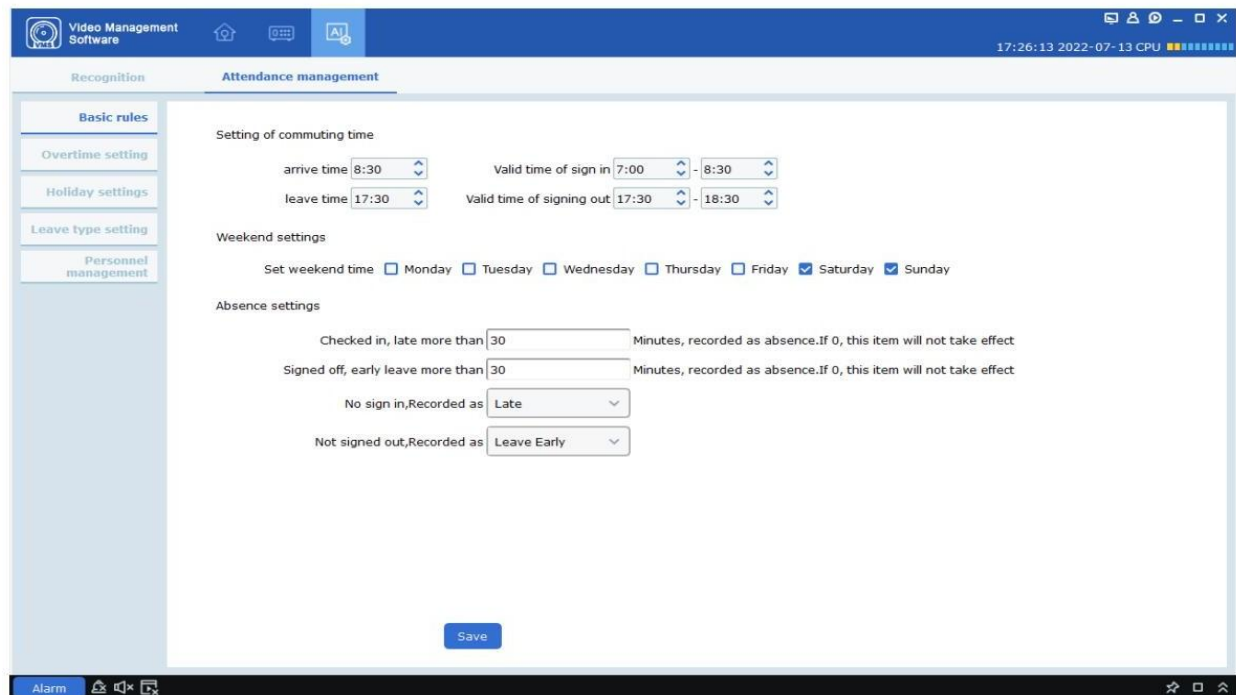 Video Management
Software
AI
17:26:13 2022-07-13 CPU
Recognition
Attendance management
Basic rules
Overtime setting
Holiday settings
Leave type setting
Personnel
management
Setting of commuting time
arrive time 8:30 Valid time of sign in 7:00 - 8:30
leave time 17:30 Valid time of signing out 17:30 - 18:30
Weekend settings
Set weekend time Monday Tuesday Wednesday Thursday Friday Saturday Sunday
Absence settings
Checked in, late more than 30 Minutes, recorded as absence.If 0, this item will not take effect
Signed off, early leave more than 30 Minutes, recorded as absence.If 0, this item will not take effect
No sign in,Recorded as Late
Not signed out,Recorded as Leave Early
Save
Alarm